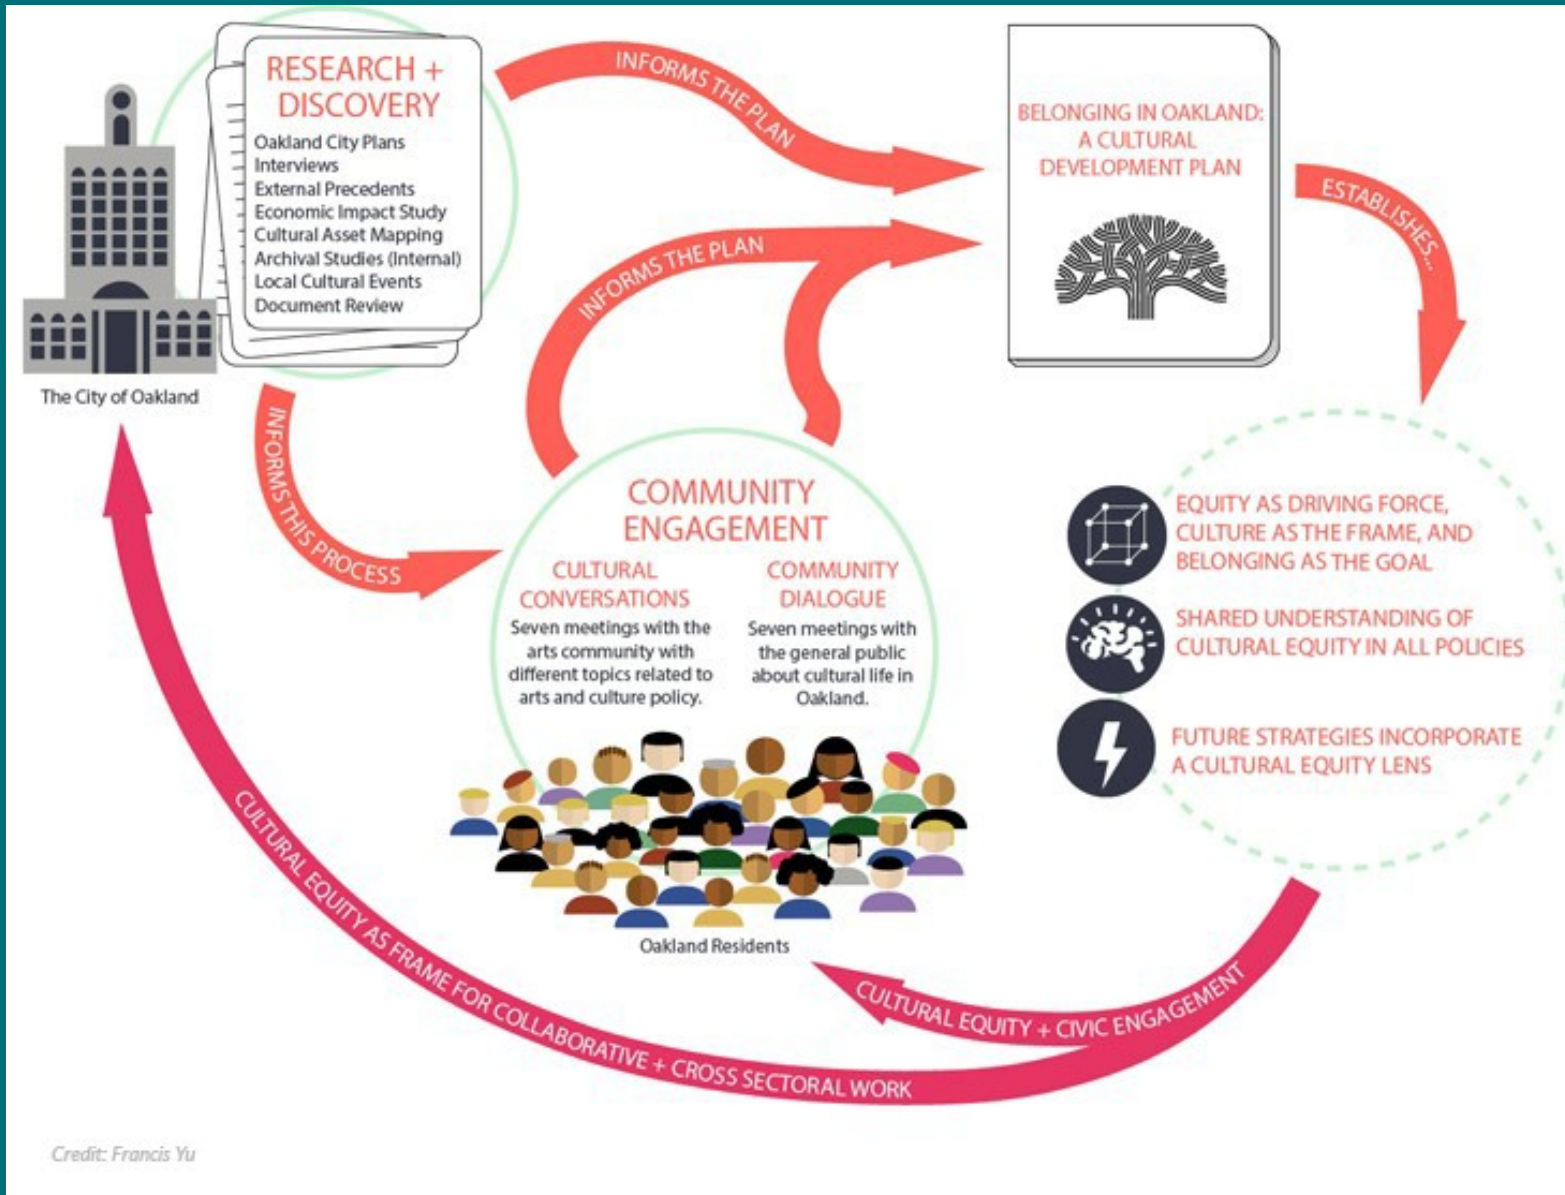 RESEARCH +
DISCOVERY
Oakland City Plans
Interviews
External Precedents
Economic Impact Study
Cultural Asset Mapping
Archival Studies (Internal)
Local Cultural Events
Document Review
The City of Oakland
INFORMS THE PLAN
BELONGING IN OAKLAND:
A CULTURAL
DEVELOPMENT PLAN
ESTABLISHES...
INFORMS THE PLAN
INFORMS THIS PROCESS
COMMUNITY
ENGAGEMENT
CULTURAL
CONVERSATIONS
Seven meetings with the
arts community with
different topics related to
arts and culture policy.
COMMUNITY
DIALOGUE
Seven meetings with
the general public
about cultural life in
Oakland.
Oakland Residents
EQUITY AS DRIVING FORCE,
CULTURE AS THE FRAME, AND
BELONGING AS THE GOAL
SHARED UNDERSTANDING OF
CULTURAL EQUITY IN ALL POLICIES
FUTURE STRATEGIES INCORPORATE
A CULTURAL EQUITY LENS
CULTURAL EQUITY + CIVIC ENGAGEMENT
CULTURAL EQUITY AS FRAME FOR COLLABORATIVE + CROSS SECTORAL WORK
Credit: Francis Yu